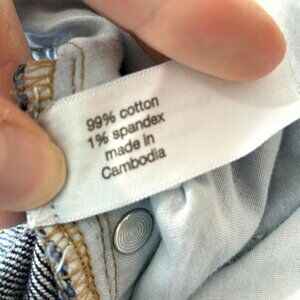 99% cotton
1% spandex
made in
Cambodia